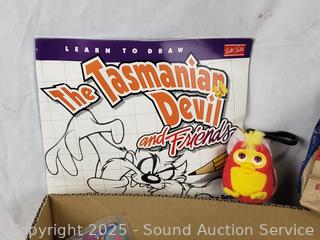 LEARN TO DRAW
The Tasmanian
Devil
and Friends
Copyright 2025 - Sound Auction Service